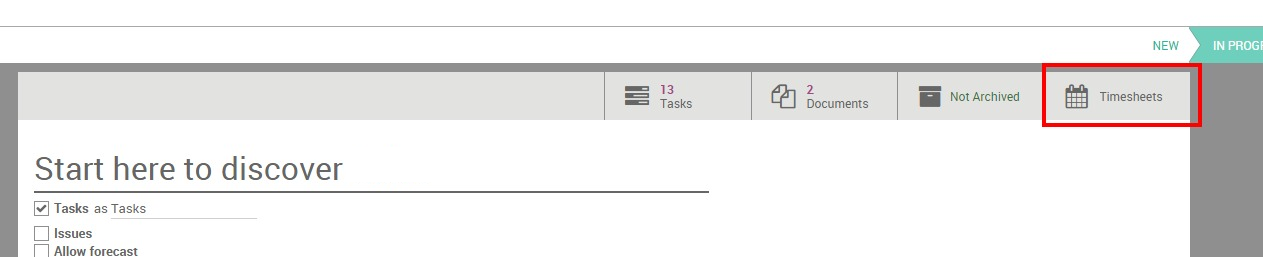 NEW IN PROGE
13
Tasks
2
Documents
Not Archived
Timesheets
Start here to discover
Tasks as Tasks
Issues
Allow forecast